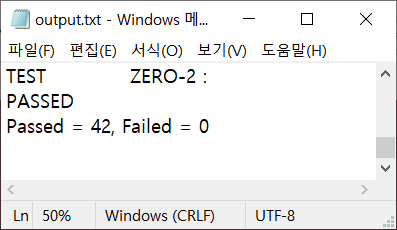 output.txt - Windows 메...
파일(F) 편집(E) 서식(O) 보기(V) 도움말(H)
TEST ZERO-2 :
PASSED
Passed = 42, Failed = 0
Ln 50% Windows (CRLF) UTF-8